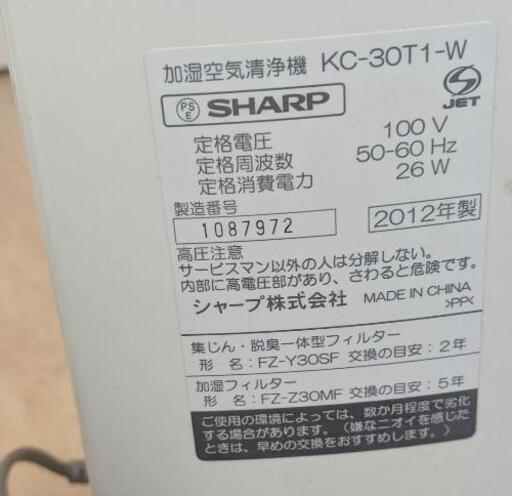 加湿空気清浄機 KC-30T1-W
PSE SHARP
JET
定格電圧 100 V
定格周波数 50-60 Hz
定格消費電力 26 W
製造番号
1087972 2012年製
高圧注意
サービスマン以外の人は分解しない。
内部に高電圧部があり、さわると危険です。
シャープ株式会社 MADE IN CHINA
>PP<
集じん・脱臭一体型フィルター
形 名：FZ-Y30SF 交換の目安：2年
加湿フィルター
形 名：FZ-Z30MF 交換の目安：5年
ご使用の環境によっては、数か月程度で劣化
する場合があります。（嫌なニオイを感じた
ときは、早めの交換をおすすめします。）